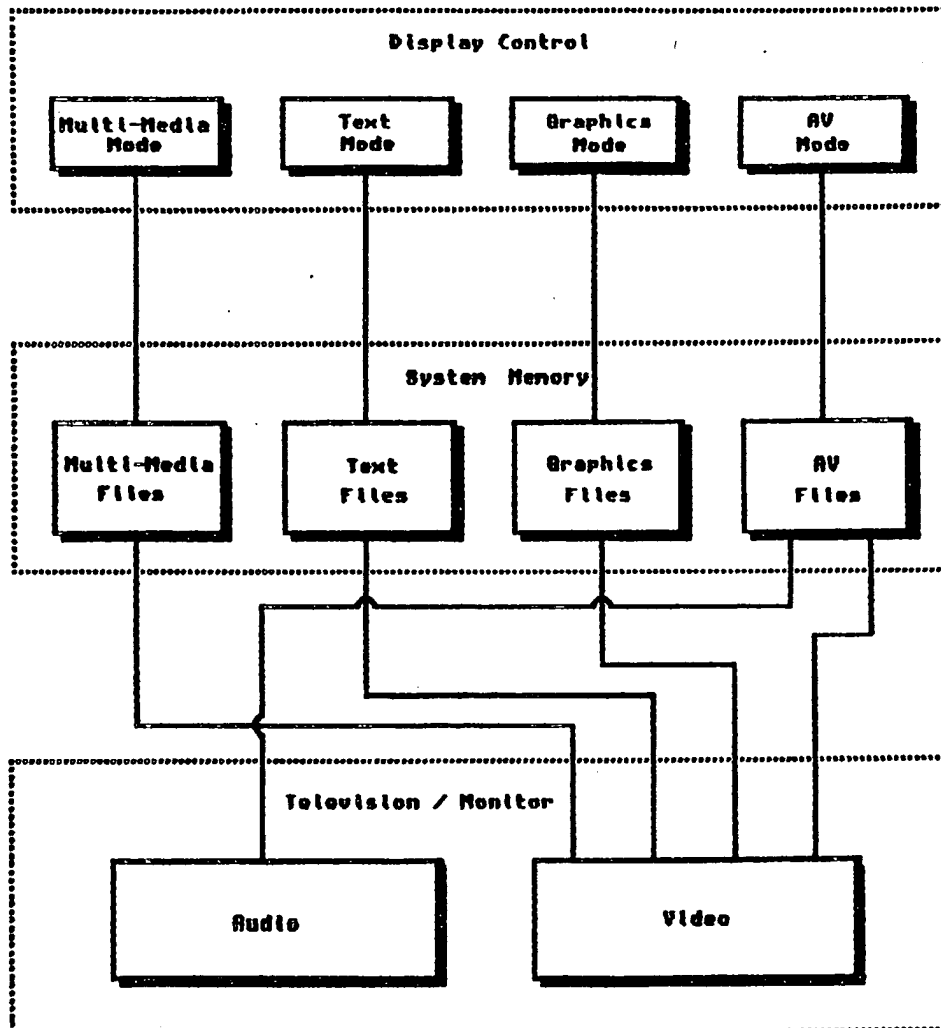 Display Control
Multi-Media
Mode
Text
Mode
Graphics
Mode
AV
Mode
System Memory
Multi-Media
Files
Text
Files
Graphics
Files
AV
Files
Television / Monitor
Audio
Video